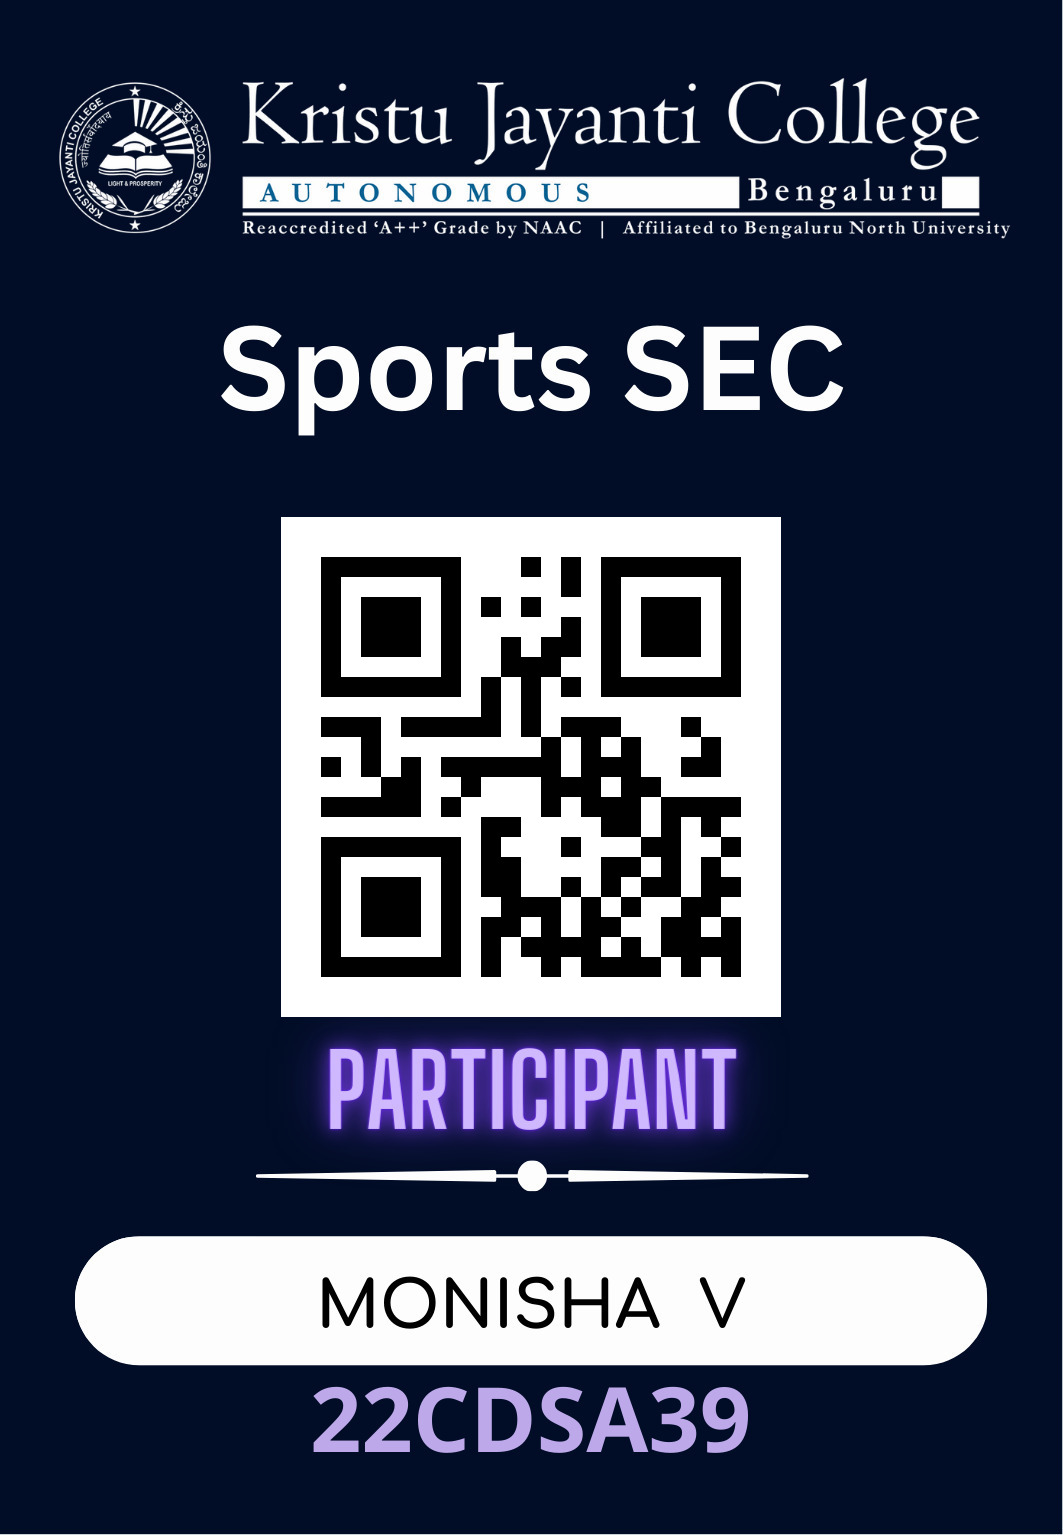 KRISTU JAYANTI COLLEGE
ज्योतिसंवादयाय
LIGHT & PROSPERITY
Kristu Jayanti College
AUTONOMOUS Bengaluru
Reaccredited ‘A++’ Grade by NAAC | Affiliated to Bengaluru North University
Sports SEC
PARTICIPANT
MONISHA V
22CDSA39